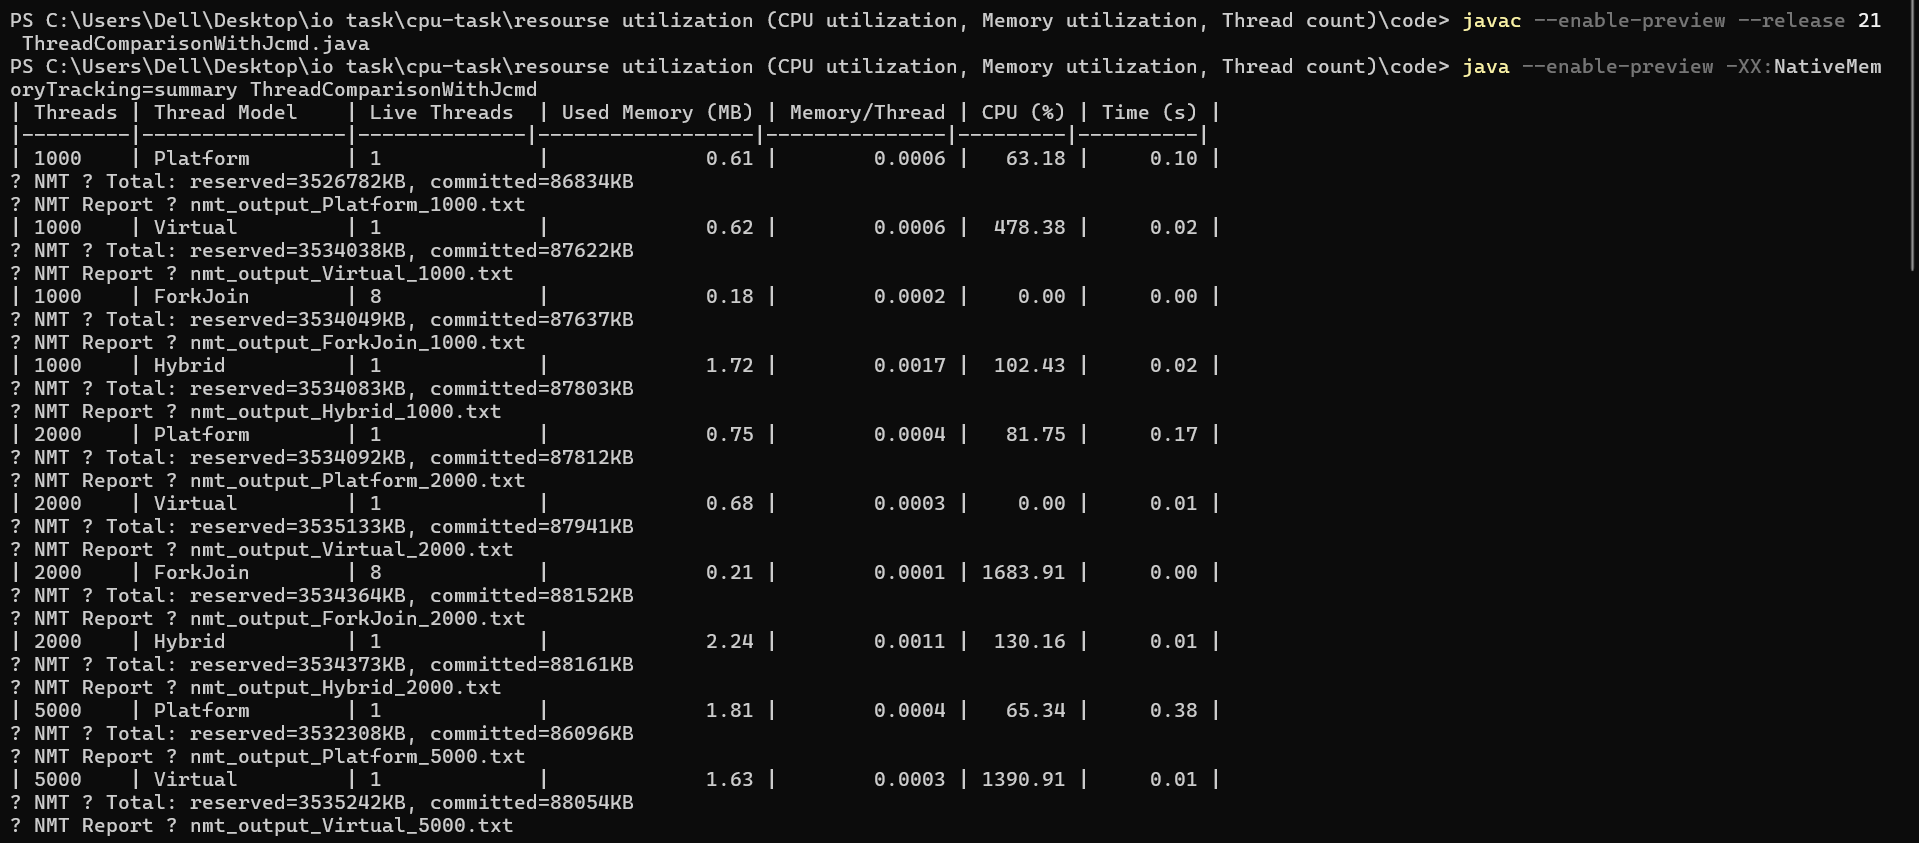 PS C:\Users\Dell\Desktop\io task\cpu-task\resourse utilization (CPU utilization, Memory utilization, Thread count)\code> javac --enable-preview --release 21
 ThreadComparisonWithJcmd.java
PS C:\Users\Dell\Desktop\io task\cpu-task\resourse utilization (CPU utilization, Memory utilization, Thread count)\code> java --enable-preview -XX:NativeMem
oryTracking=summary ThreadComparisonWithJcmd
| Threads | Thread Model    | Live Threads  | Used Memory (MB) | Memory/Thread | CPU (%) | Time (s) |
|---------|-----------------|--------------|------------------|---------------|---------|----------|
| 1000    | Platform        | 1             |             0.61 |        0.0006 |   63.18 |     0.10 |
? NMT ? Total: reserved=3526782KB, committed=86834KB
? NMT Report ? nmt_output_Platform_1000.txt
| 1000    | Virtual         | 1             |             0.62 |        0.0006 |  478.38 |     0.02 |
? NMT ? Total: reserved=3534038KB, committed=87622KB
? NMT Report ? nmt_output_Virtual_1000.txt
| 1000    | ForkJoin        | 8             |             0.18 |        0.0002 |    0.00 |     0.00 |
? NMT ? Total: reserved=3534049KB, committed=87637KB
? NMT Report ? nmt_output_ForkJoin_1000.txt
| 1000    | Hybrid          | 1             |             1.72 |        0.0017 |  102.43 |     0.02 |
? NMT ? Total: reserved=3534083KB, committed=87803KB
? NMT Report ? nmt_output_Hybrid_1000.txt
| 2000    | Platform        | 1             |             0.75 |        0.0004 |   81.75 |     0.17 |
? NMT ? Total: reserved=3534092KB, committed=87812KB
? NMT Report ? nmt_output_Platform_2000.txt
| 2000    | Virtual         | 1             |             0.68 |        0.0003 |    0.00 |     0.01 |
? NMT ? Total: reserved=3535133KB, committed=87941KB
? NMT Report ? nmt_output_Virtual_2000.txt
| 2000    | ForkJoin        | 8             |             0.21 |        0.0001 | 1683.91 |     0.00 |
? NMT ? Total: reserved=3534364KB, committed=88152KB
? NMT Report ? nmt_output_ForkJoin_2000.txt
| 2000    | Hybrid          | 1             |             2.24 |        0.0011 |  130.16 |     0.01 |
? NMT ? Total: reserved=3534373KB, committed=88161KB
? NMT Report ? nmt_output_Hybrid_2000.txt
| 5000    | Platform        | 1             |             1.81 |        0.0004 |   65.34 |     0.38 |
? NMT ? Total: reserved=3532308KB, committed=86096KB
? NMT Report ? nmt_output_Platform_5000.txt
| 5000    | Virtual         | 1             |             1.63 |        0.0003 | 1390.91 |     0.01 |
? NMT ? Total: reserved=3535242KB, committed=88054KB
? NMT Report ? nmt_output_Virtual_5000.txt